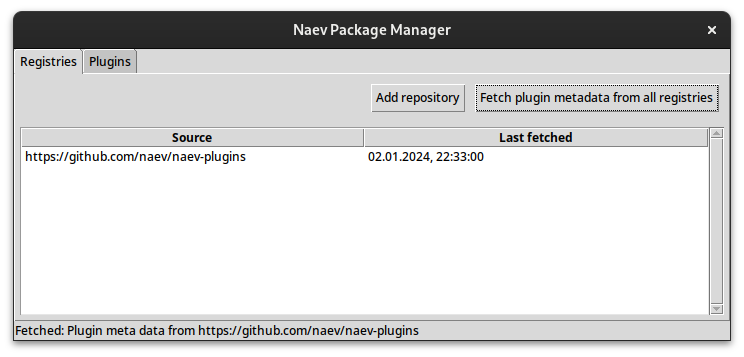 Naev Package Manager ×
Registries Plugins
Add repository Fetch plugin metadata from all registries
Source Last fetched
https://github.com/naev/naev-plugins 02.01.2024, 22:33:00
Fetched: Plugin meta data from https://github.com/naev/naev-plugins